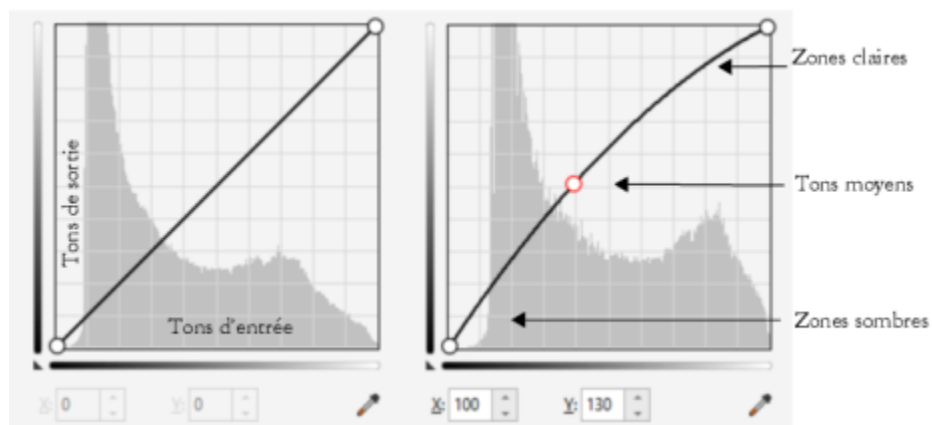 Zones claires
Tons de sortie
Tons moyens
Tons d'entrée
Zones sombres
X: 0 Y: 0
X: 100 Y: 130